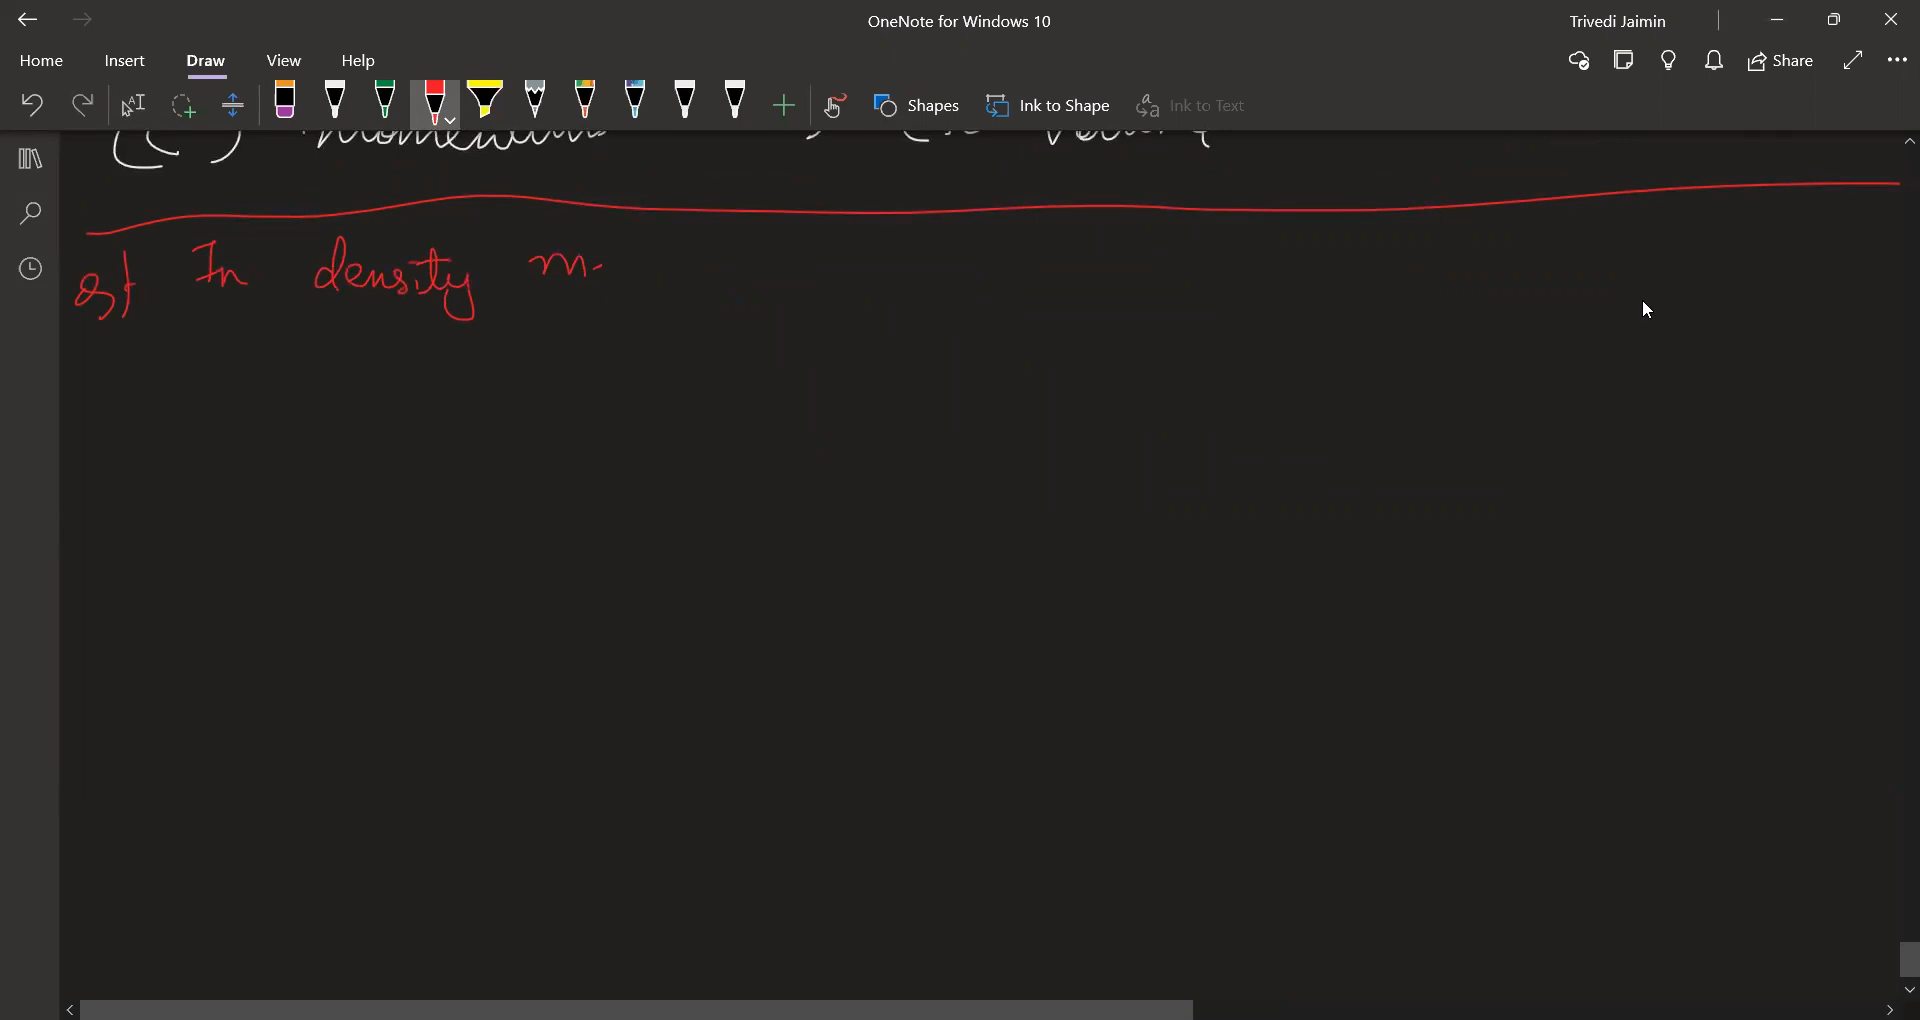 OneNote for Windows 10
Trivedi Jaimin
Home Insert Draw View Help
Share
Shapes Ink to Shape Ink to Text
momentum
In density m.